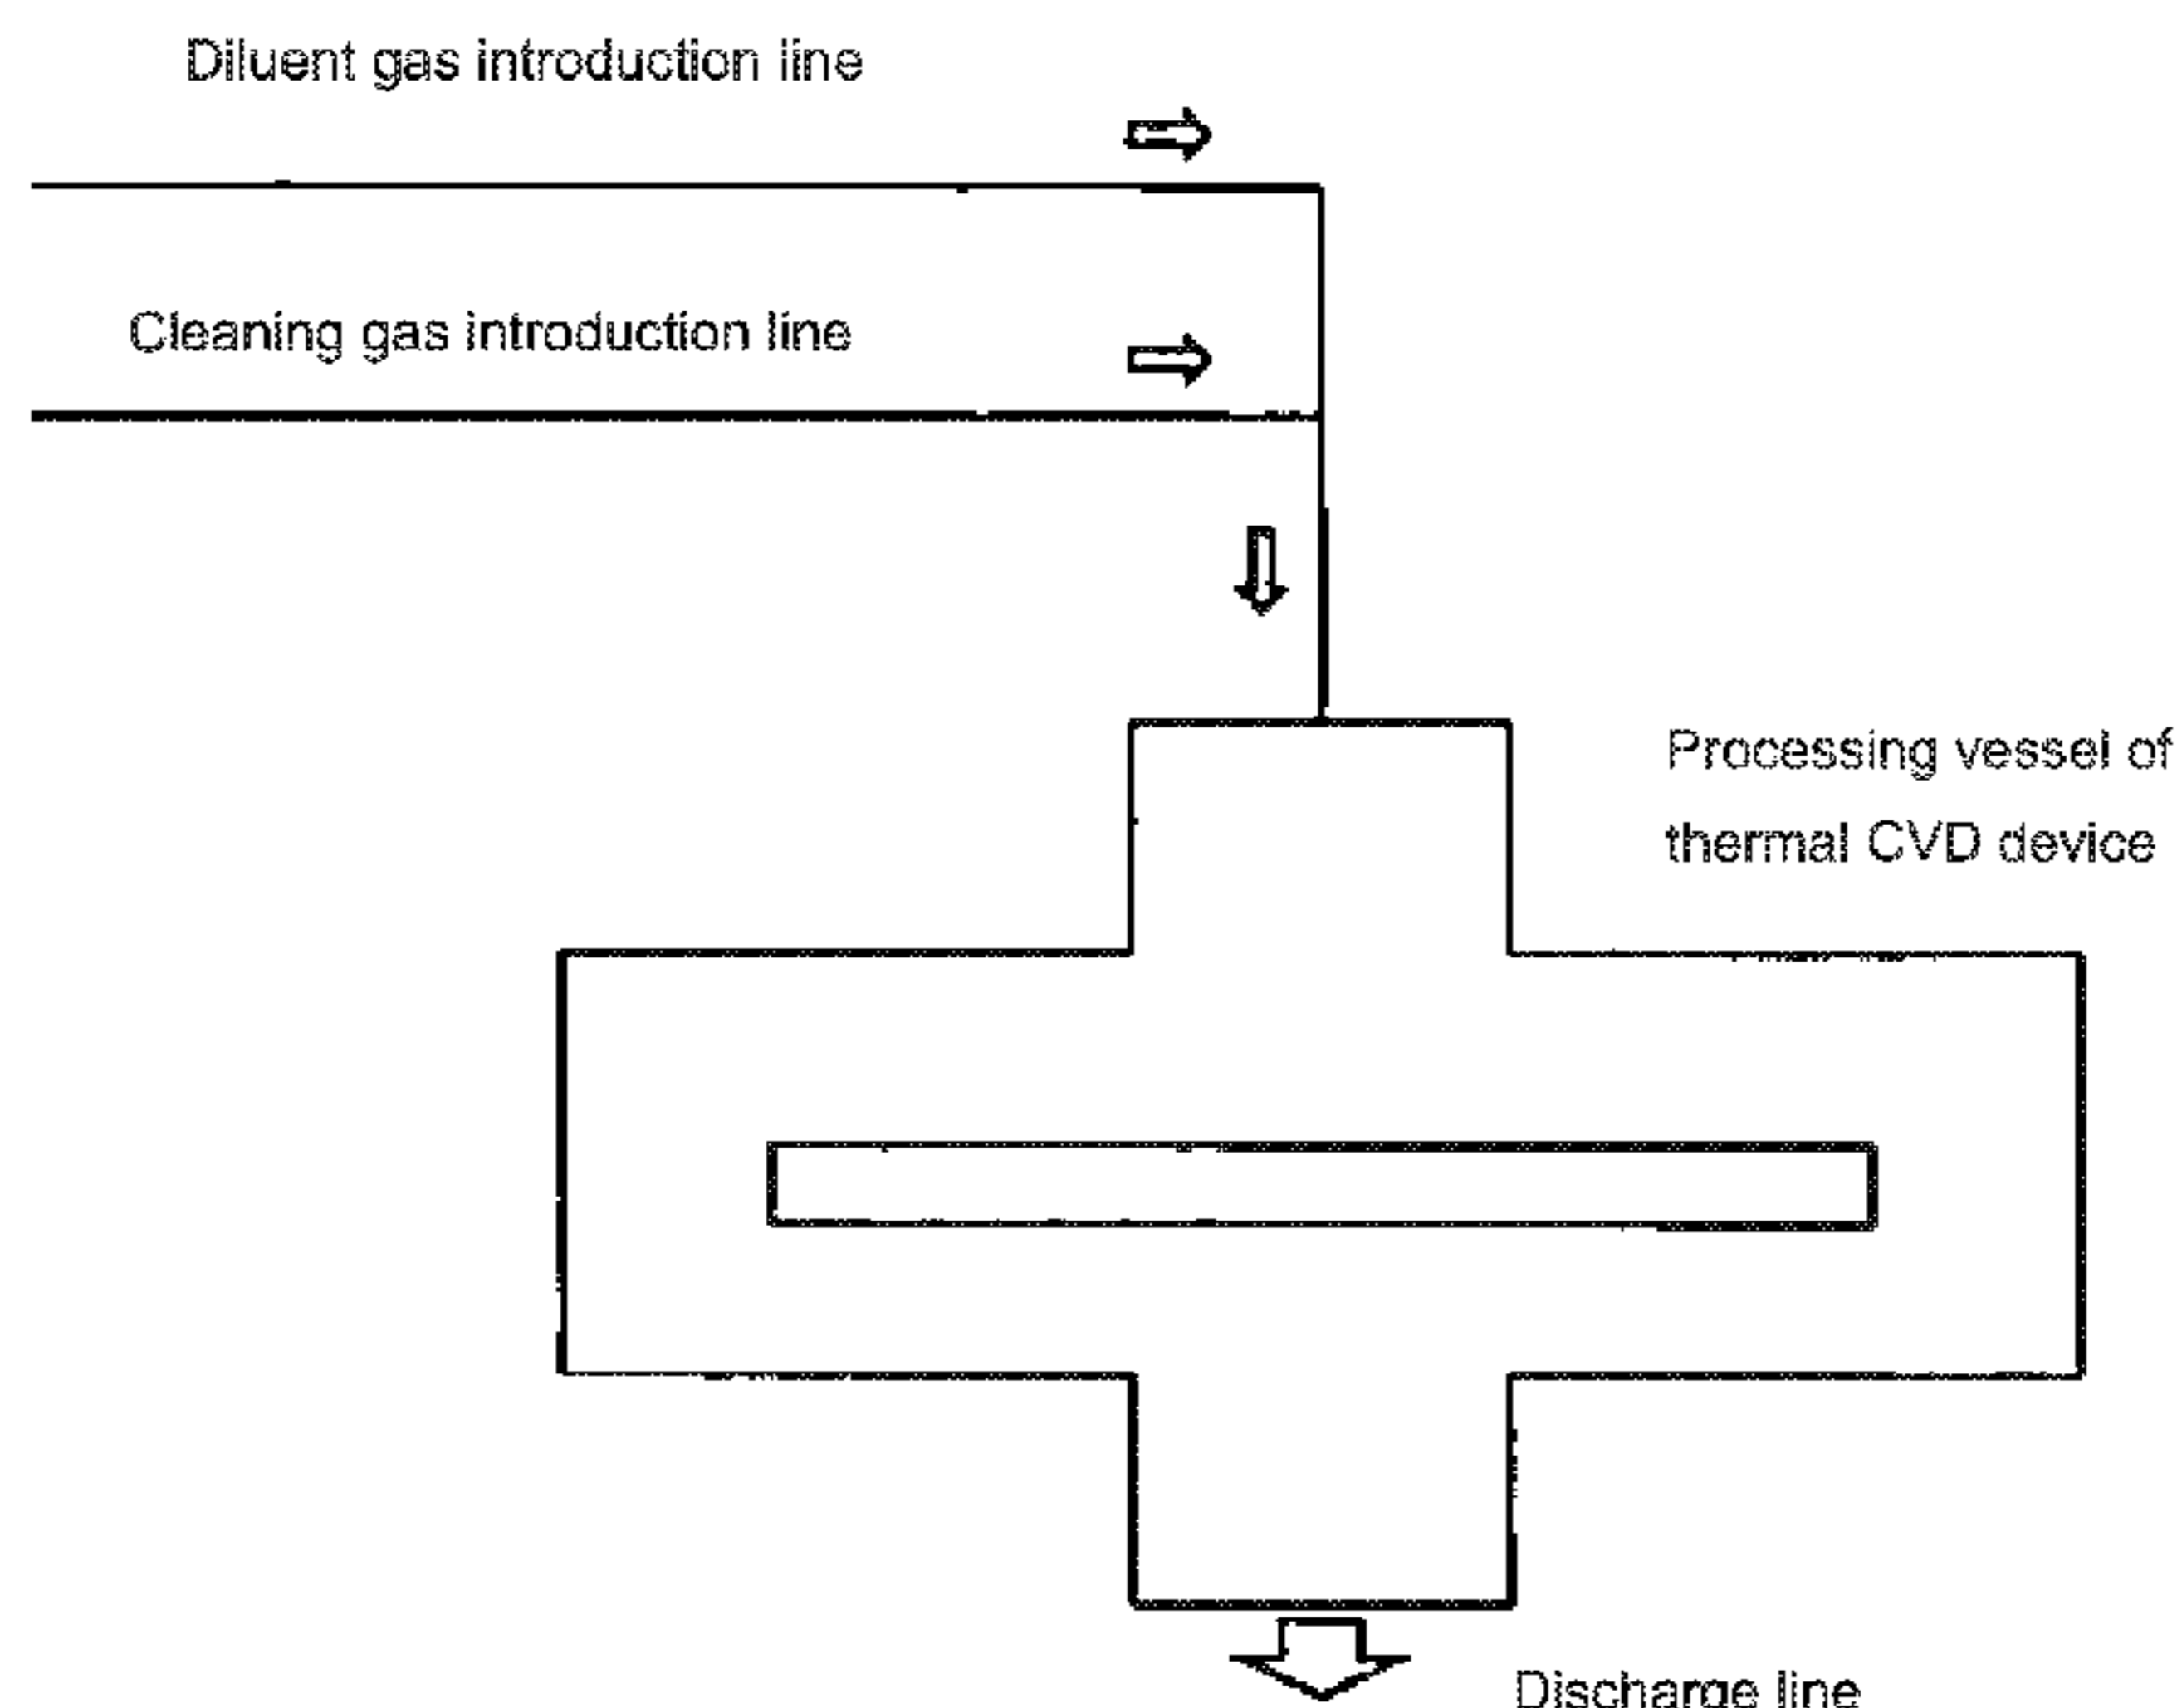 Diluent gas introduction line
Cleaning gas introduction line
Processing vessel of
thermal CVD device
Discharge line